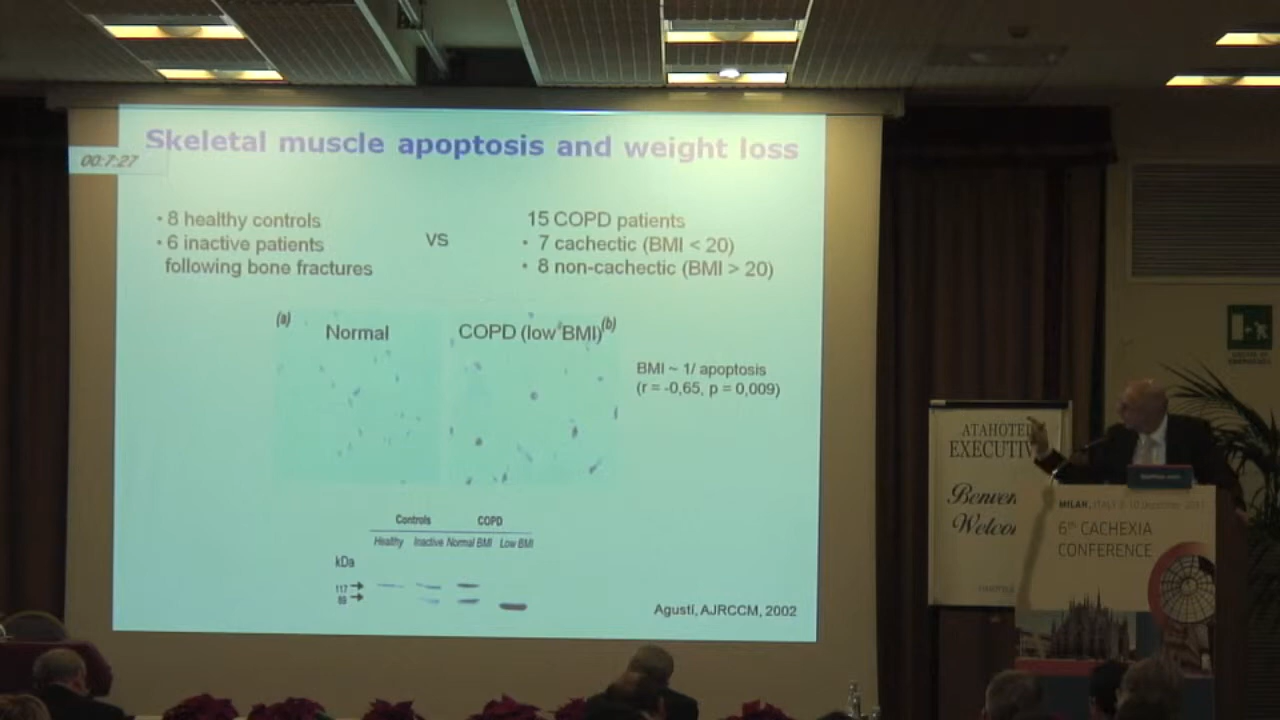 Skeletal muscle apoptosis and weight loss
00:7:27
• 8 healthy controls
• 6 inactive patients
following bone fractures
VS
15 COPD patients
• 7 cachectic (BMI < 20)
• 8 non-cachectic (BMI > 20)
(a)
Normal
COPD (low BMI)
(b)
BMI ~ 1/ apoptosis
(r = -0,65, p = 0,009)
Controls COPD
Healthy Inactive Normal BMI Low BMI
kDa
117
89
Agustí, AJRCCM, 2002
ATAHOTEL
EXECUTIV
Benven
Welco
MILAN, ITALY 8-10 December 2011
6th CACHEXIA
CONFERENCE